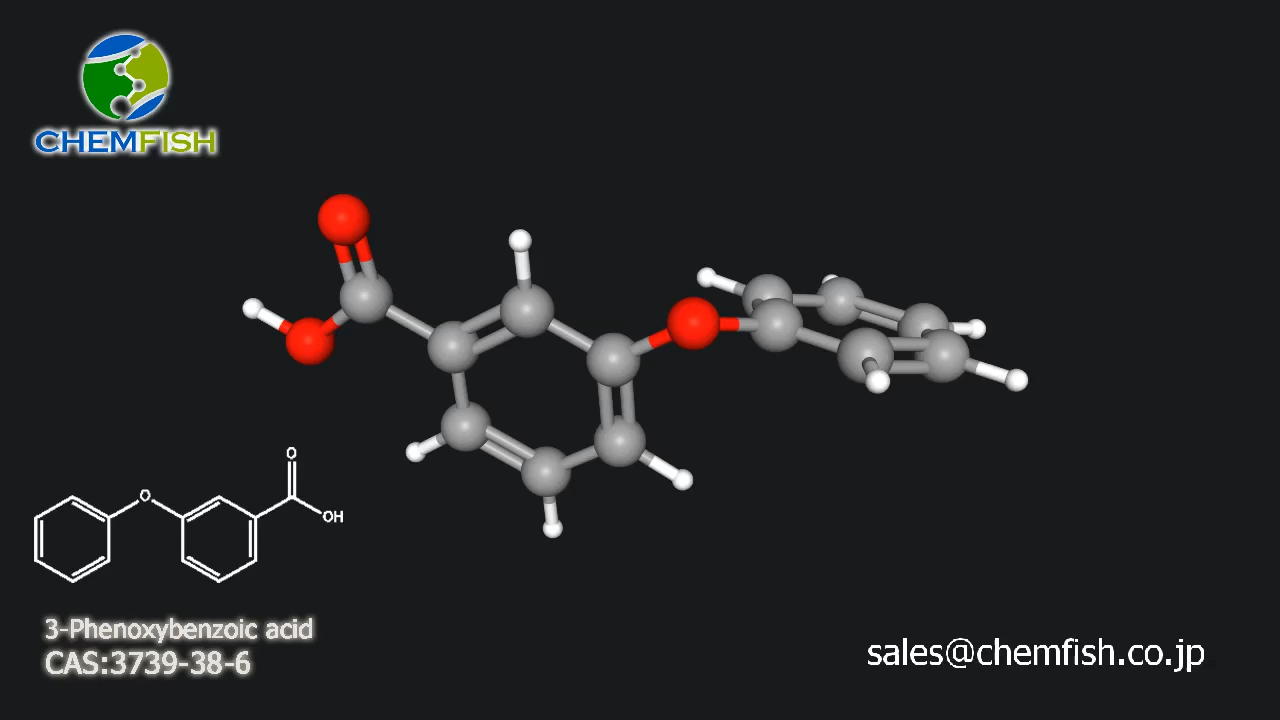 CHEMFISH
O
O
OH
3-Phenoxybenzoic acid
CAS:3739-38-6
sales@chemfish.co.jp